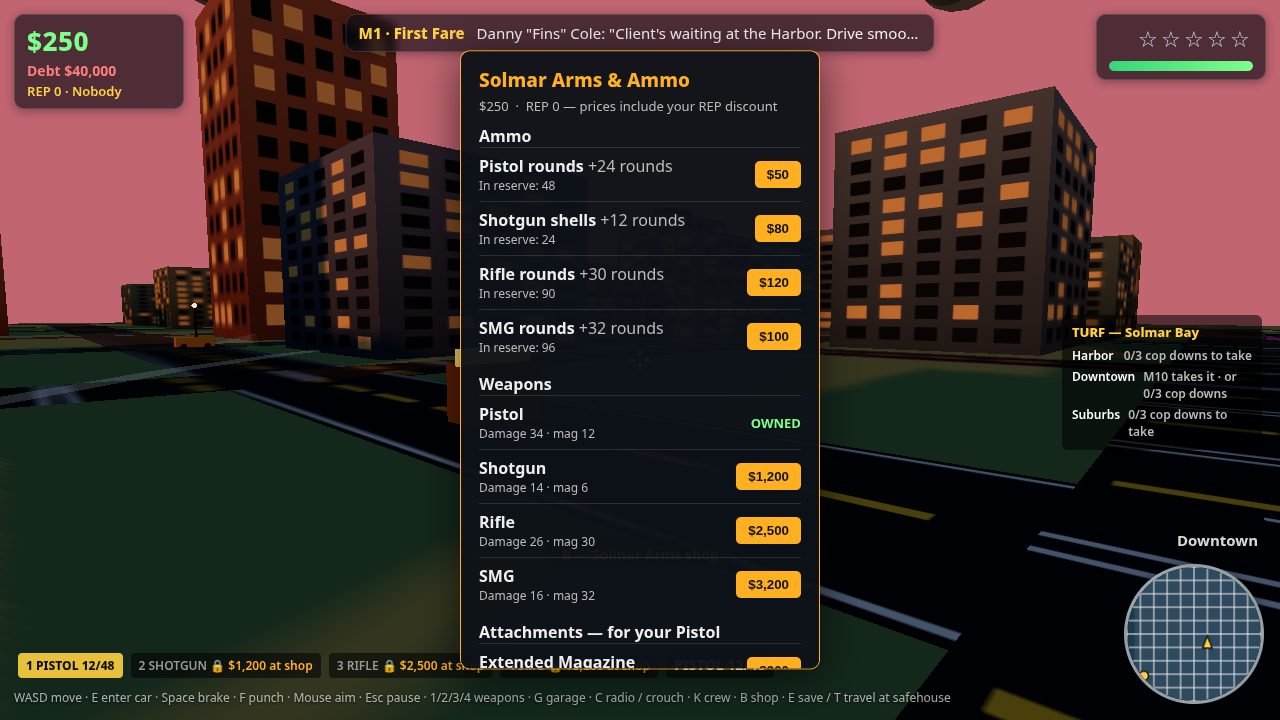 $250
Debt $40,000
REP 0 · Nobody
M1 · First Fare Danny "Fins" Cole: "Client's waiting at the Harbor. Drive smoo...
☆☆☆☆☆
Solmar Arms & Ammo
$250 · REP 0 — prices include your REP discount
Ammo
Pistol rounds +24 rounds
In reserve: 48
$50
Shotgun shells +12 rounds
In reserve: 24
$80
Rifle rounds +30 rounds
In reserve: 90
$120
SMG rounds +32 rounds
In reserve: 96
$100
Weapons
Pistol
Damage 34 · mag 12
OWNED
Shotgun
Damage 14 · mag 6
$1,200
Rifle
Damage 26 · mag 30
$2,500
Solmar Arms shop
SMG
Damage 16 · mag 32
$3,200
Attachments — for your Pistol
Extended Magazine
TURF — Solmar Bay
Harbor 0/3 cop downs to take
Downtown M10 takes it · or
0/3 cop downs
Suburbs 0/3 cop downs to
take
Downtown
1 PISTOL 12/48
2 SHOTGUN 🔒 $1,200 at shop
3 RIFLE 🔒 $2,500 at
WASD move · E enter car · Space brake · F punch · Mouse aim · Esc pause · 1/2/3/4 weapons · G garage · C radio / crouch · K crew · B shop · E save / T travel at safehouse